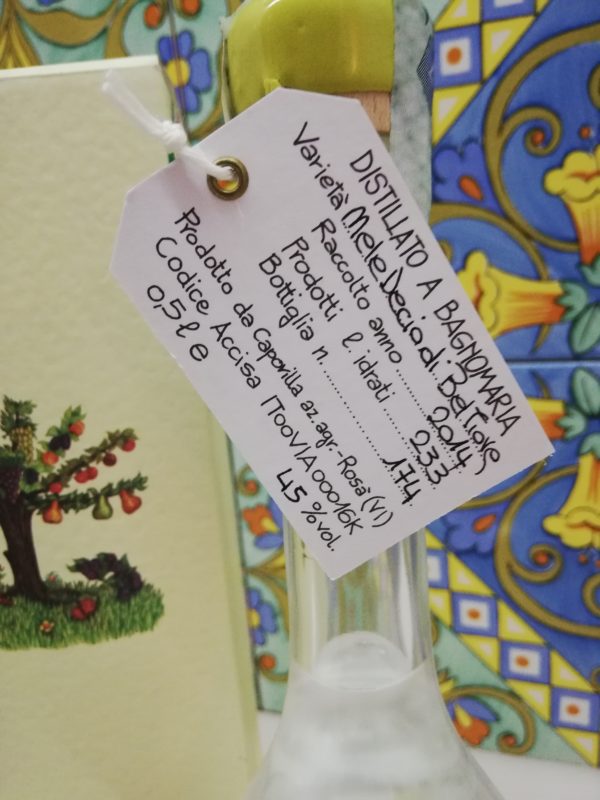 DISTILLATO A BAGNOMARIA
Varietà Mele Decio di Belfiore
Raccolto anno ........ 2014
Prodotti l idrati ..... 233
Bottiglia n. ............... 174
Prodotto da Capovilla az. agr. - Rosà (VI)
Codice Accisa IT00VIA00016K
0,5 l e 45 % vol.